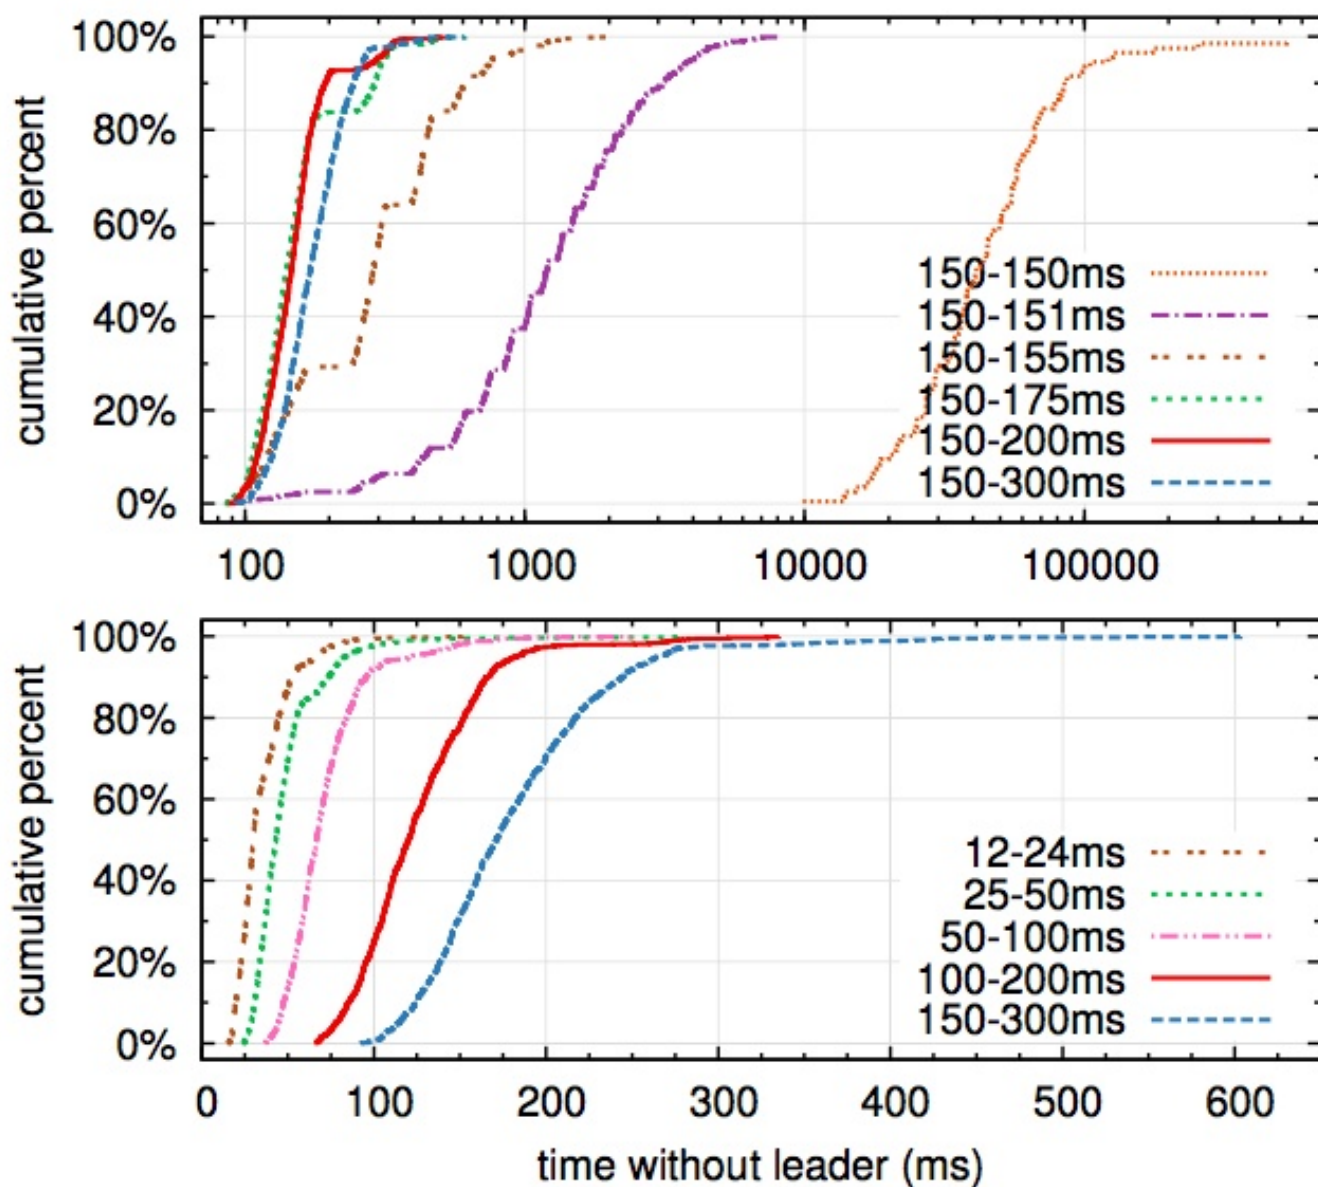 cumulative percent
100%
80%
60%
40%
20%
0%
150-150ms
150-151ms
150-155ms
150-175ms
150-200ms
150-300ms
100 1000 10000 100000
cumulative percent
100%
80%
60%
40%
20%
0%
12-24ms
25-50ms
50-100ms
100-200ms
150-300ms
0 100 200 300 400 500 600
time without leader (ms)